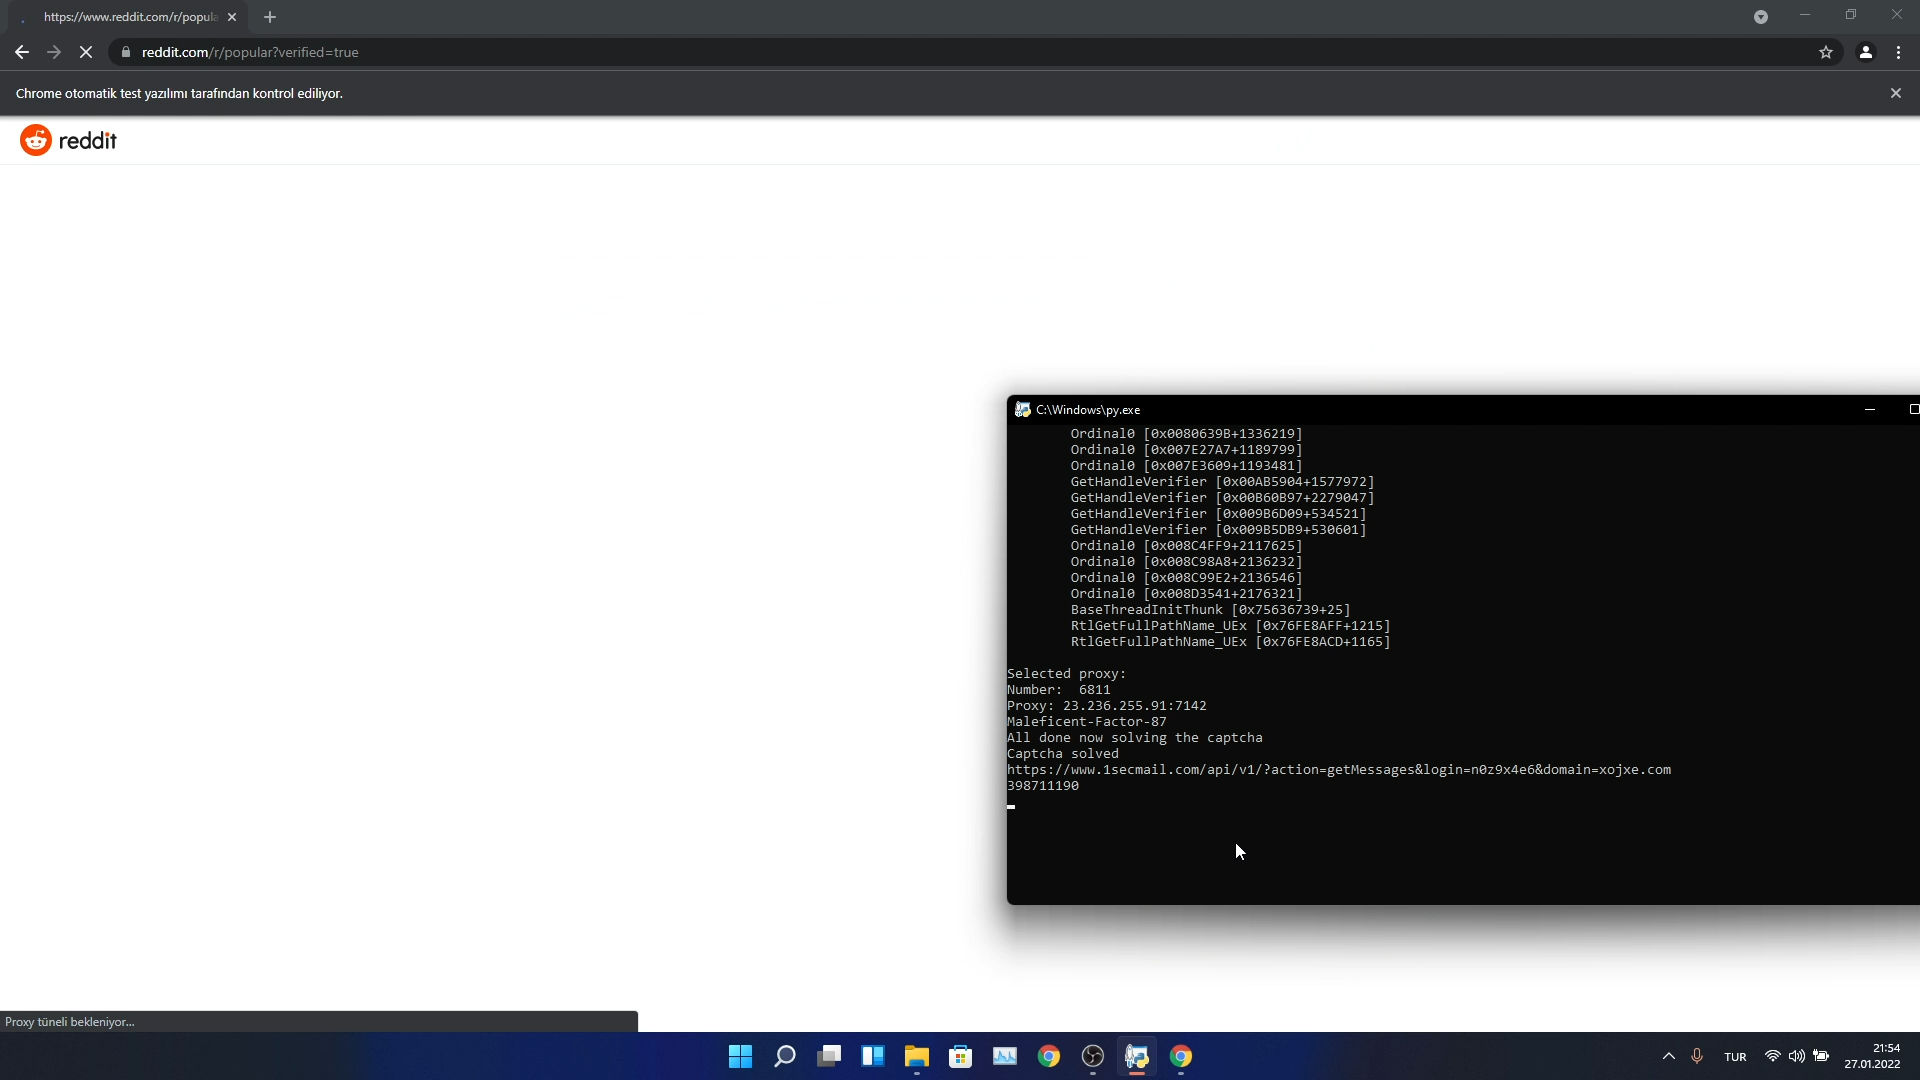 https://www.reddit.com/r/popula
reddit.com/r/popular?verified=true
Chrome otomatik test yazılımı tarafından kontrol ediliyor.
reddit
C:\Windows\py.exe
Ordinal0 [0x0080639B+1336219]
Ordinal0 [0x007E27A7+1189799]
Ordinal0 [0x007E3609+1193481]
GetHandleVerifier [0x00AB5904+1577972]
GetHandleVerifier [0x00B60B97+2279047]
GetHandleVerifier [0x009B6D09+534521]
GetHandleVerifier [0x009B5DB9+530601]
Ordinal0 [0x008C4FF9+2117625]
Ordinal0 [0x008C98A8+2136232]
Ordinal0 [0x008C99E2+2136546]
Ordinal0 [0x008D3541+2176321]
BaseThreadInitThunk [0x75636739+25]
RtlGetFullPathName_UEx [0x76FE8AFF+1215]
RtlGetFullPathName_UEx [0x76FE8ACD+1165]
Selected proxy:
Number:  6811
Proxy: 23.236.255.91:7142
Maleficent-Factor-87
All done now solving the captcha
Captcha solved
https://www.1secmail.com/api/v1/?action=getMessages&login=n0z9x4e6&domain=xojxe.com
398711190
Proxy tüneli bekleniyor...
TUR
21:54
27.01.2022